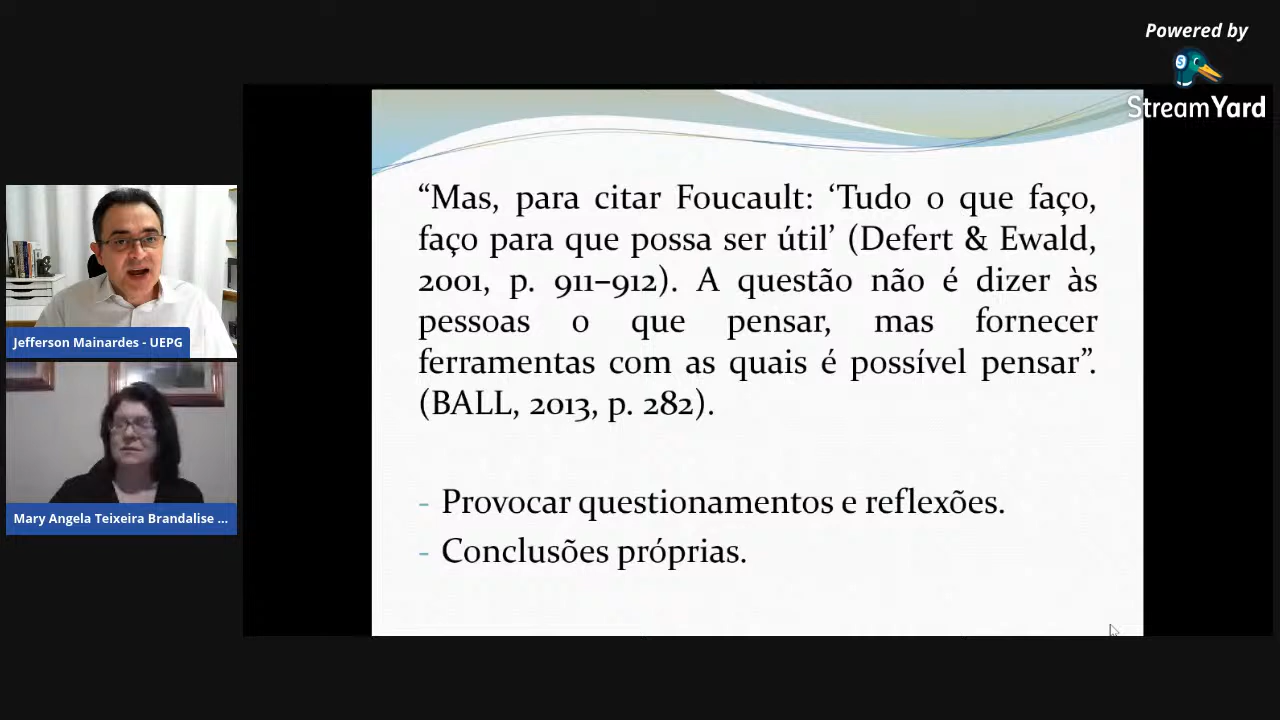 Powered by
StreamYard
“Mas, para citar Foucault: ‘Tudo o que faço,
faço para que possa ser útil’ (Defert & Ewald,
2001, p. 911–912). A questão não é dizer às
pessoas o que pensar, mas fornecer
ferramentas com as quais é possível pensar”.
(BALL, 2013, p. 282).
- Provocar questionamentos e reflexões.
- Conclusões próprias.
Jefferson Mainardes - UEPG
Mary Angela Teixeira Brandalise ...